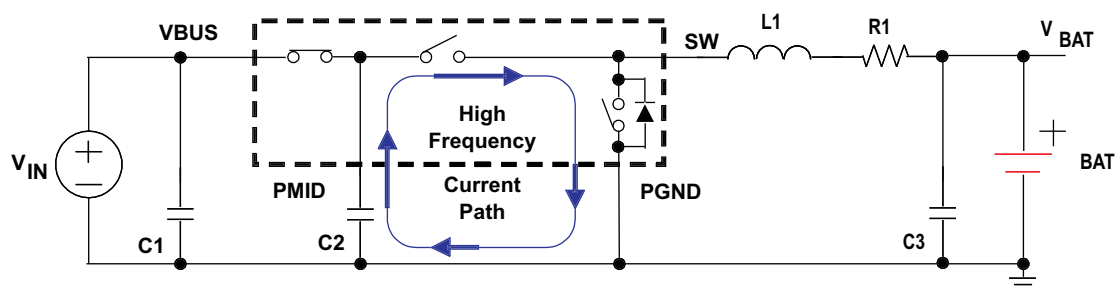 VBUS
SW
L1
R1
V BAT
High
Frequency
V IN
+
−
PMID
Current
Path
PGND
+
BAT
C1
C2
C3